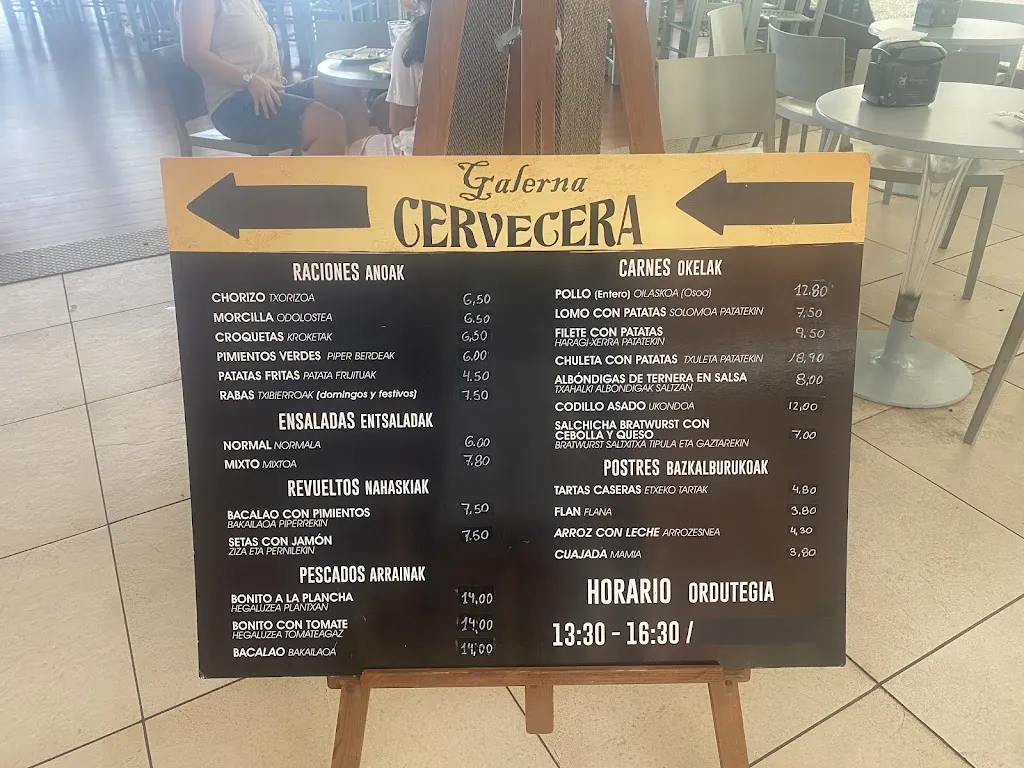 Galerna
CERVECERA
RACIONES ANOAK
CHORIZO TXORIZOA 6,50
MORCILLA ODOLOSTEA 6.50
CROQUETAS KROKETAK 6,50
PIMIENTOS VERDES PIPER BERDEAK 6.00
PATATAS FRITAS PATATA FRIJITUAK 4.50
RABAS TXIBIERROAK (domingos y festivos) 7.50
ENSALADAS ENTSALADAK
NORMAL NORMALA 6.00
MIXTO MIXTOA 7.80
REVUELTOS NAHASKIAK
BACALAO CON PIMIENTOS 7.50
BAKAILAOA PIPERREKIN
SETAS CON JAMÓN 7.50
ZIZA ETA PERNILEKIN
PESCADOS ARRAINAK
BONITO A LA PLANCHA 14,00
HEGALUZEA PLANTXAN
BONITO CON TOMATE 14,00
HEGALUZEA TOMATEAGAZ
BACALAO BAKAILAOA 14,00
CARNES OKELAK
POLLO (Entero) OILASKOA (Osoa) 12.80
LOMO CON PATATAS SOLOMOA PATATEKIN 7,50
FILETE CON PATATAS 9,50
HARAGI-XERRA PATATEKIN
CHULETA CON PATATAS TXULETA PATATEKIN 18,90
ALBÓNDIGAS DE TERNERA EN SALSA 8,00
TXAHALKI ALBONDIGAK SALTZAN
CODILLO ASADO UKONDOA 12,00
SALCHICHA BRATWURST CON
CEBOLLA Y QUESO 7.00
BRATWURST SALTXITXA TIPULA ETA GAZTAREKIN
POSTRES BAZKALBURUKOAK
TARTAS CASERAS ETXEKO TARTAK 4.80
FLAN FLANA 3.80
ARROZ CON LECHE ARROZESNEA 4,30
CUAJADA MAMIA 3,80
HORARIO ORDUTEGIA
13:30 - 16:30 /